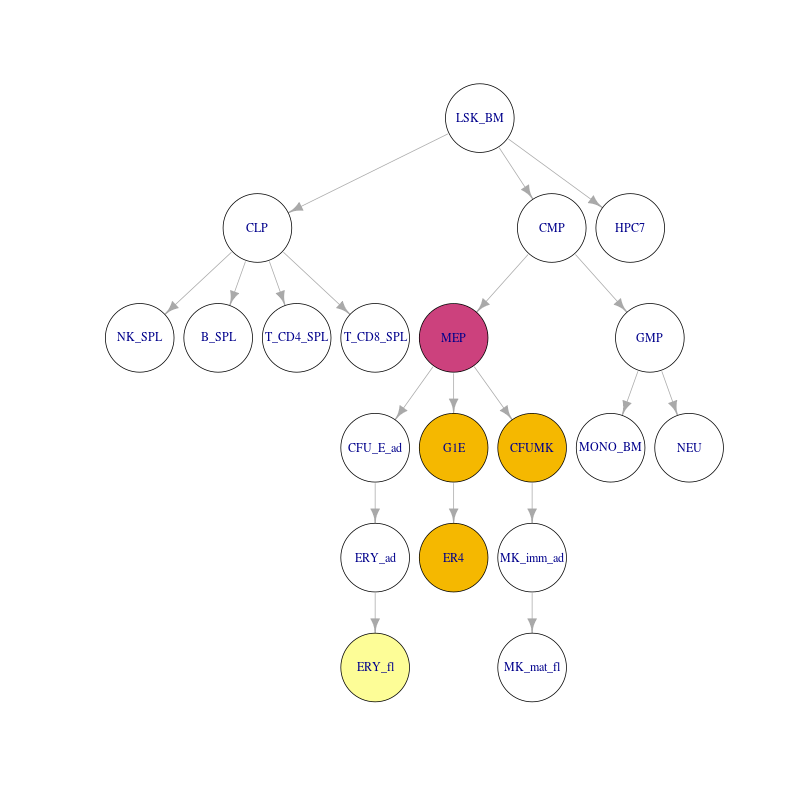 LSK_BM
CLP
CMP
HPC7
NK_SPL
B_SPL
T_CD4_SPL
T_CD8_SPL
MEP
GMP
CFU_E_ad
G1E
CFUMK
MONO_BM
NEU
ERY_ad
ER4
MK_imm_ad
ERY_fl
MK_mat_fl